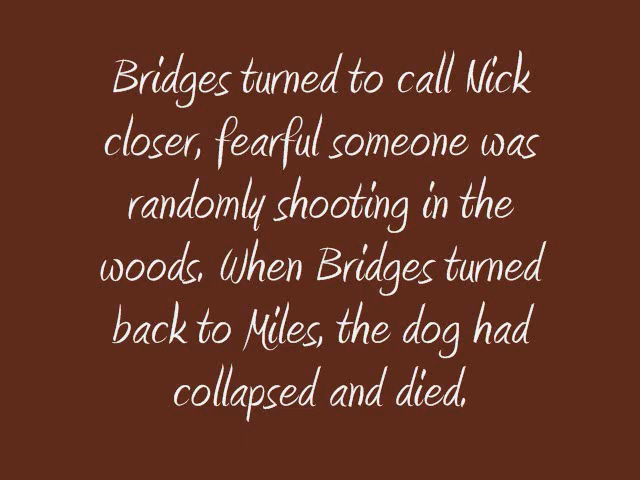 Bridges turned to call Nick
closer, fearful someone was
randomly shooting in the
woods. When Bridges turned
back to Miles, the dog had
collapsed and died.